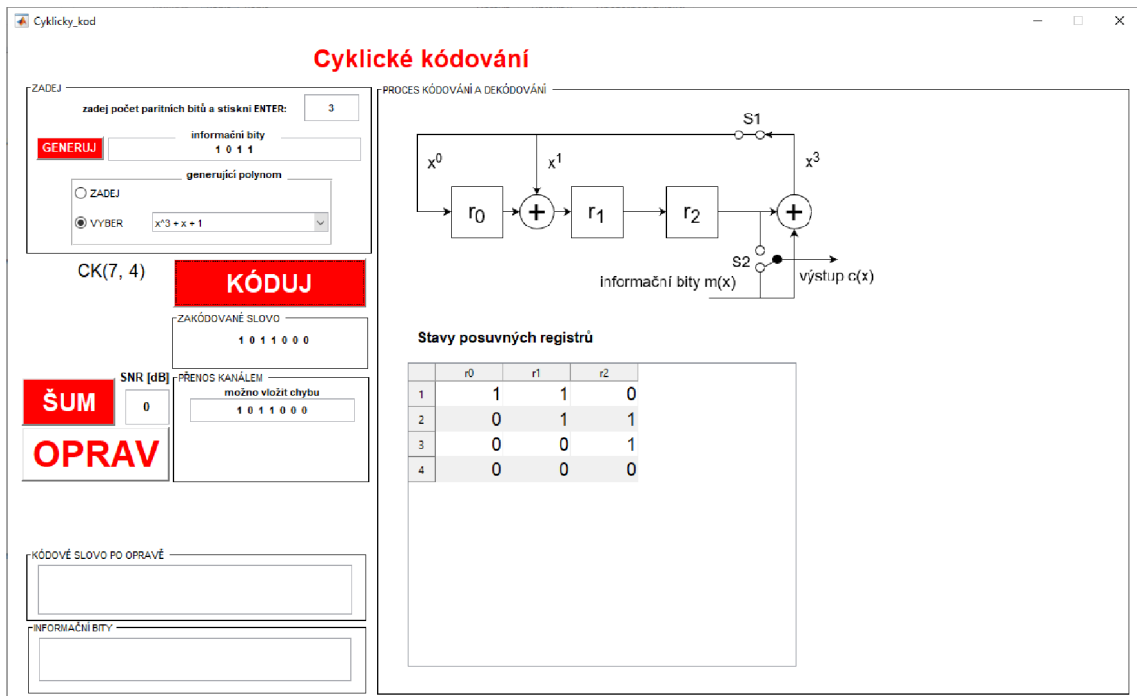 Cyklicky_kod
Cyklické kódování
ZADEJ
zadej počet paritních bitů a stiskni ENTER:
3
informační bity
GENERUJ
1 0 1 1
generující polynom
ZADEJ
VYBER
x^3 + x + 1
CK(7, 4)
KÓDUJ
ZAKÓDOVANÉ SLOVO
1 0 1 1 0 0 0
SNR [dB]
PŘENOS KANÁLEM
možno vložit chybu
ŠUM
0
1 0 1 1 0 0 0
OPRAV
KÓDOVÉ SLOVO PO OPRAVĚ
INFORMAČNÍ BITY
PROCES KÓDOVÁNÍ A DEKÓDOVÁNÍ
S1
x^0
x^1
x^3
r0
+
r1
r2
+
S2
informační bity m(x)
výstup c(x)
Stavy posuvných registrů
r0 r1 r2
1 1 1 0
2 0 1 1
3 0 0 1
4 0 0 0